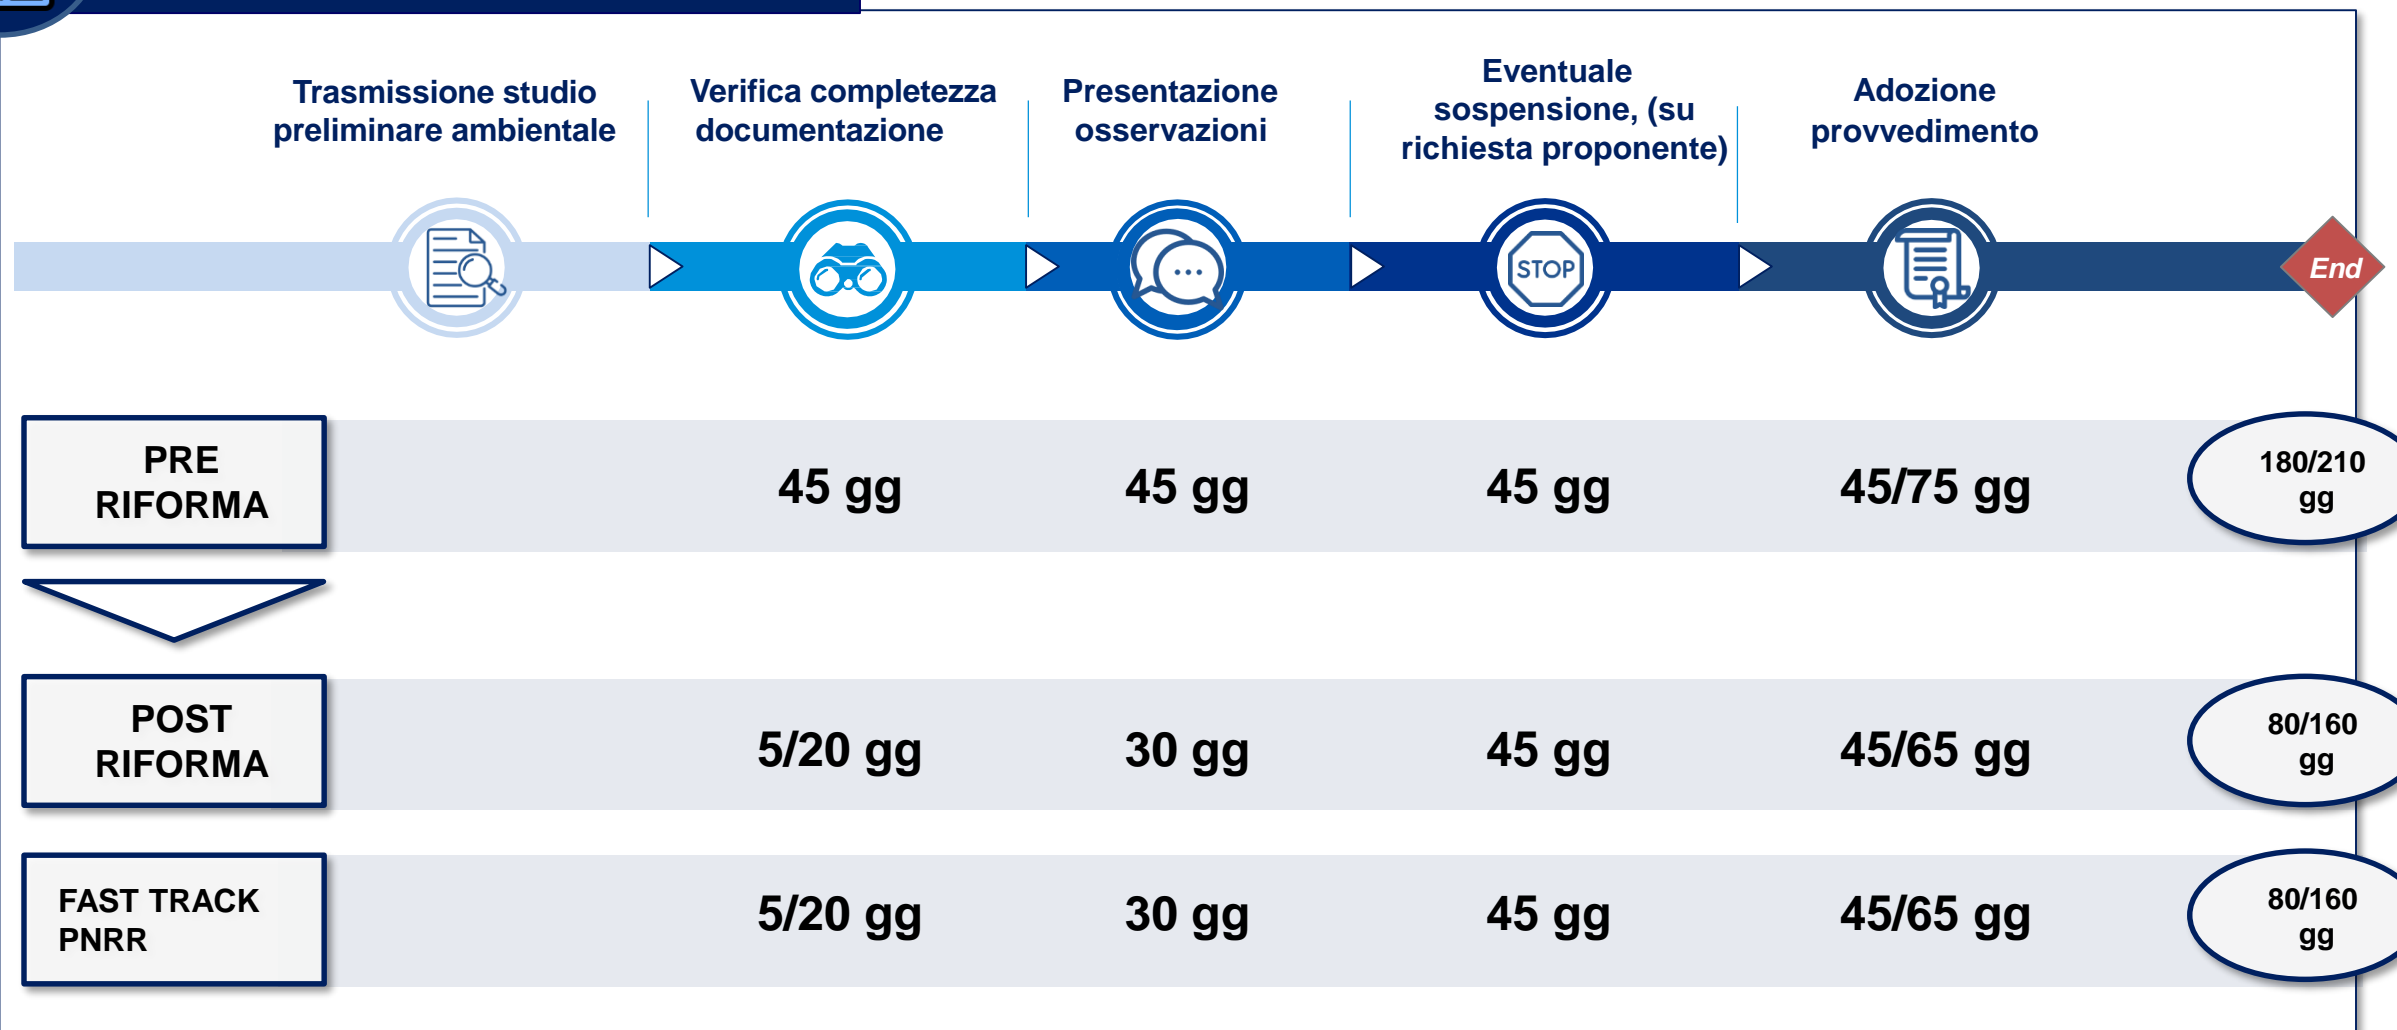 Trasmissione studio
preliminare ambientale
Verifica completezza
documentazione
Presentazione
osservazioni
Eventuale
sospensione, (su
richiesta proponente)
Adozione
provvedimento
STOP
End
PRE
RIFORMA
45 gg
45 gg
45 gg
45/75 gg
180/210
gg
POST
RIFORMA
5/20 gg
30 gg
45 gg
45/65 gg
80/160
gg
FAST TRACK
PNRR
5/20 gg
30 gg
45 gg
45/65 gg
80/160
gg